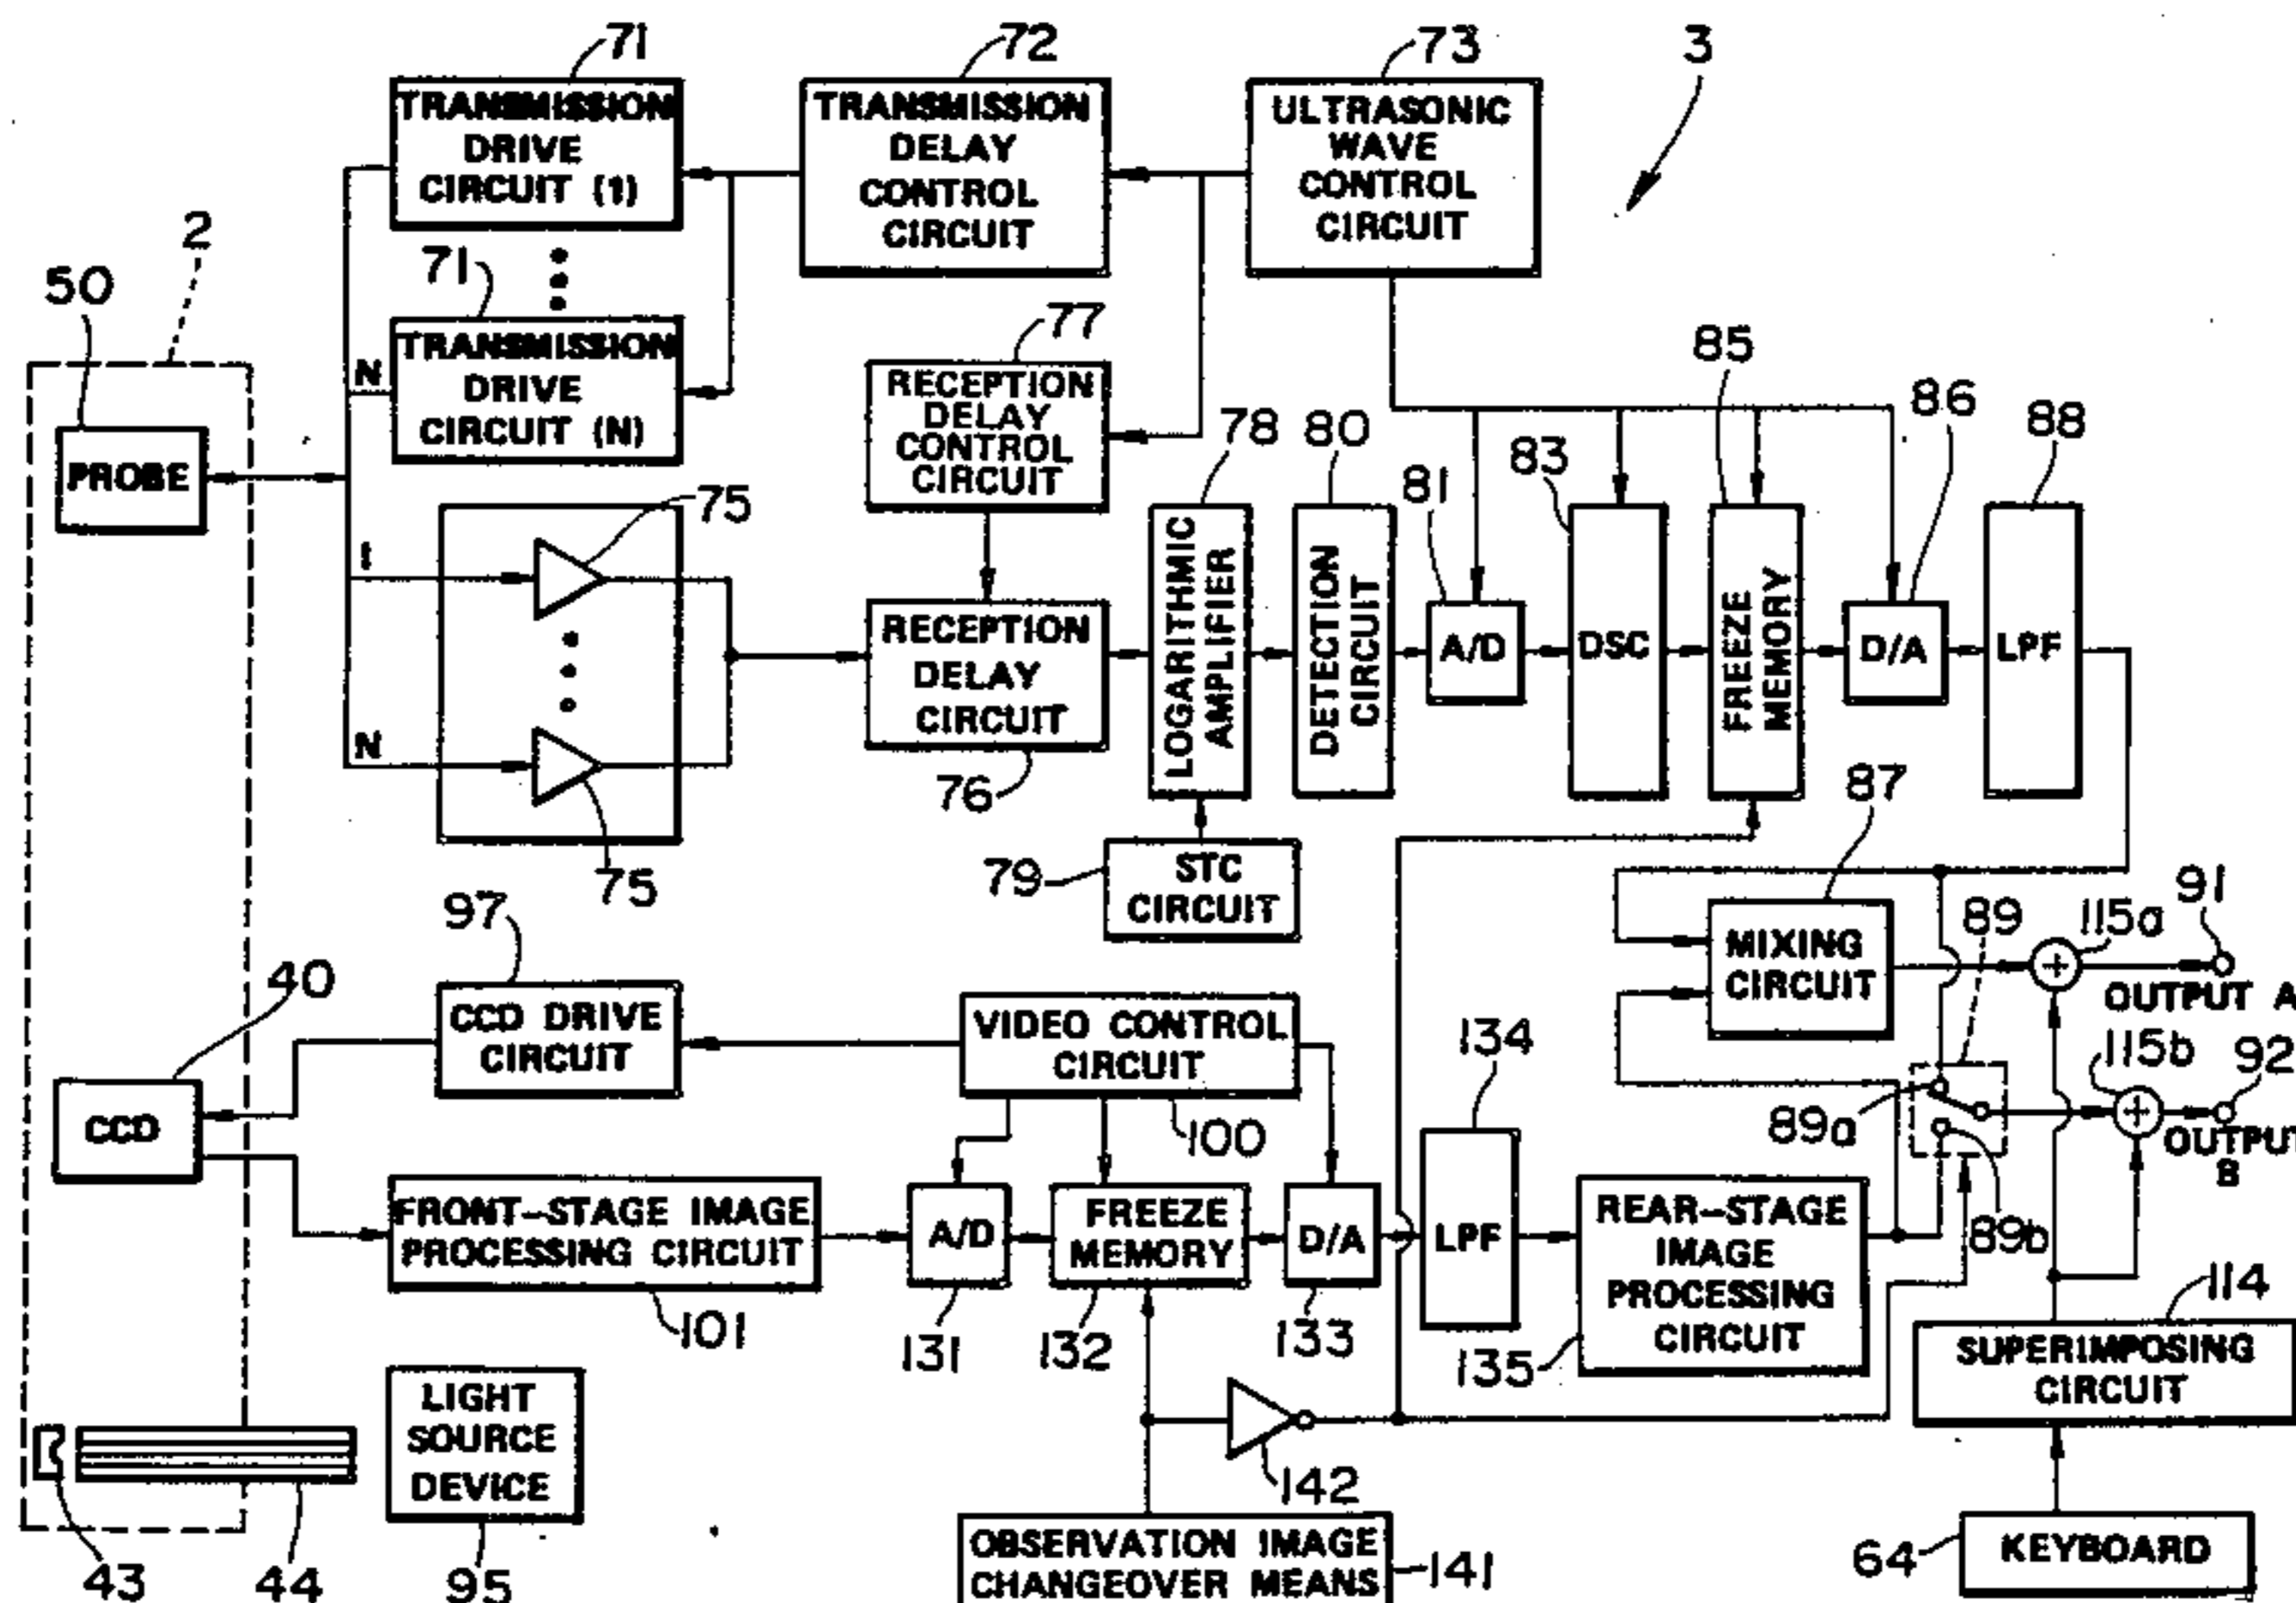 71
72
73
3
TRANSMISSION
DRIVE
CIRCUIT (1)
TRANSMISSION
DELAY
CONTROL
CIRCUIT
ULTRASONIC
WAVE
CONTROL
CIRCUIT
2
50
71
N
TRANSMISSION
DRIVE
CIRCUIT (N)
77
RECEPTION
DELAY
CONTROL
CIRCUIT
85
86
88
78
80
83
81
PROBE
75
1
N
75
RECEPTION
DELAY
CIRCUIT
76
LOGARITHMIC
AMPLIFIER
DETECTION
CIRCUIT
A/D
DSC
FREEZE
MEMORY
D/A
LPF
87
79
STC
CIRCUIT
97
40
CCD DRIVE
CIRCUIT
VIDEO CONTROL
CIRCUIT
100
134
MIXING
CIRCUIT
89
115a
91
OUTPUT A
115b
92
OUTPUT
B
89a
89b
CCD
FRONT-STAGE IMAGE
PROCESSING CIRCUIT
101
A/D
131
FREEZE
MEMORY
132
D/A
133
LPF
REAR-STAGE
IMAGE
PROCESSING
CIRCUIT
135
114
SUPERIMPOSING
CIRCUIT
LIGHT
SOURCE
DEVICE
95
43
44
142
OBSERVATION IMAGE
CHANGEOVER MEANS
141
64
KEYBOARD